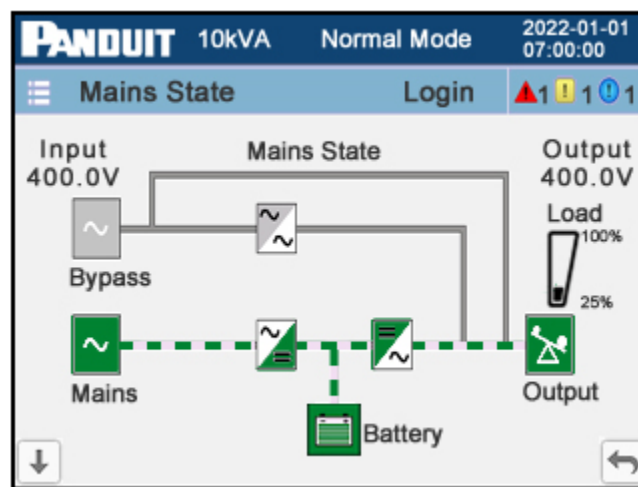 PANDUIT 10kVA Normal Mode 2022-01-01
07:00:00
Mains State Login 1 1 1
Input Mains State Output
400.0V 400.0V
Load
100%
25%
Bypass
Mains Output
Battery